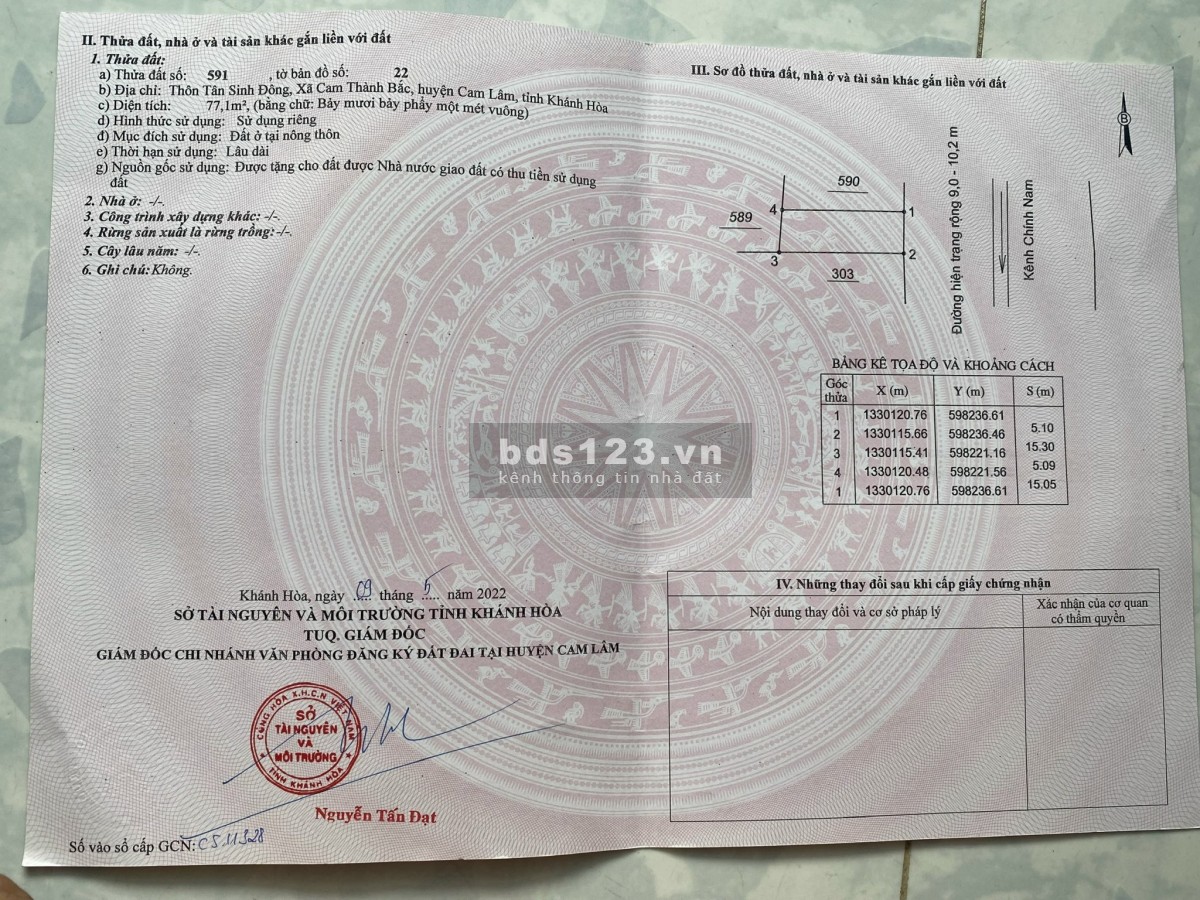 II. Thửa đất, nhà ở và tài sản khác gắn liền với đất
1. Thửa đất:
a) Thửa đất số: 591 , tờ bản đồ số: 22
b) Địa chỉ: Thôn Tân Sinh Đông, Xã Cam Thành Bắc, huyện Cam Lâm, tỉnh Khánh Hòa
c) Diện tích: 77,1m², (bằng chữ: Bảy mươi bảy phẩy một mét vuông)
d) Hình thức sử dụng: Sử dụng riêng
đ) Mục đích sử dụng: Đất ở tại nông thôn
e) Thời hạn sử dụng: Lâu dài
g) Nguồn gốc sử dụng: Được tặng cho đất được Nhà nước giao đất có thu tiền sử dụng
đất
2. Nhà ở: -/-.
3. Công trình xây dựng khác: -/-.
4. Rừng sản xuất là rừng trồng: -/-.
5. Cây lâu năm: -/-.
6. Ghi chú: Không.
Khánh Hòa, ngày 09 tháng 5 năm 2022
SỞ TÀI NGUYÊN VÀ MÔI TRƯỜNG TỈNH KHÁNH HÒA
TUQ. GIÁM ĐỐC
GIÁM ĐỐC CHI NHÁNH VĂN PHÒNG ĐĂNG KÝ ĐẤT ĐAI TẠI HUYỆN CAM LÂM
CỘNG HÒA X.H.C.N VIỆT NAM
SỞ
TÀI NGUYÊN
VÀ
MÔI TRƯỜNG
TỈNH KHÁNH HÒA
Nguyễn Tấn Đạt
Số vào sổ cấp GCN: CS 11328
bds123.vn
kênh thông tin nhà đất
III. Sơ đồ thửa đất, nhà ở và tài sản khác gắn liền với đất
B
590
4
1
589
3
2
303
Đường hiện trạng rộng 9,0 - 10,2 m
Kênh Chính Nam
BẢNG KÊ TỌA ĐỘ VÀ KHOẢNG CÁCH
Góc thửa X (m) Y (m) S (m)
1 1330120.76 598236.61
5.10
2 1330115.66 598236.46
15.30
3 1330115.41 598221.16
5.09
4 1330120.48 598221.56
15.05
1 1330120.76 598236.61
IV. Những thay đổi sau khi cấp giấy chứng nhận
Nội dung thay đổi và cơ sở pháp lý
Xác nhận của cơ quan
có thẩm quyền